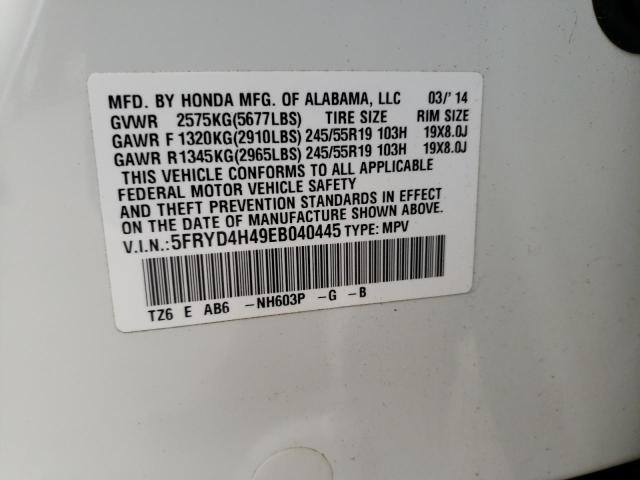 MFD. BY HONDA MFG. OF ALABAMA, LLC 03/'14
GVWR 2575KG(5677LBS) TIRE SIZE RIM SIZE
GAWR F 1320KG(2910LBS) 245/55R19 103H 19X8.0J
GAWR R1345KG(2965LBS) 245/55R19 103H 19X8.0J
THIS VEHICLE CONFORMS TO ALL APPLICABLE
FEDERAL MOTOR VEHICLE SAFETY
AND THEFT PREVENTION STANDARDS IN EFFECT
ON THE DATE OF MANUFACTURE SHOWN ABOVE.
V.I.N.:5FRYD4H49EB040445 TYPE: MPV
TZ6 E AB6 -NH603P -G -B